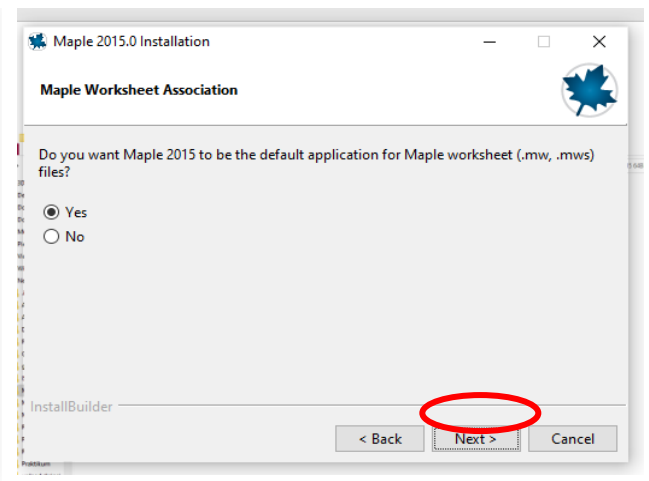 Maple 2015.0 Installation
Maple Worksheet Association
Do you want Maple 2015 to be the default application for Maple worksheet (.mw, .mws)
files?
Yes
No
InstallBuilder
< Back
Next >
Cancel
Praktikum